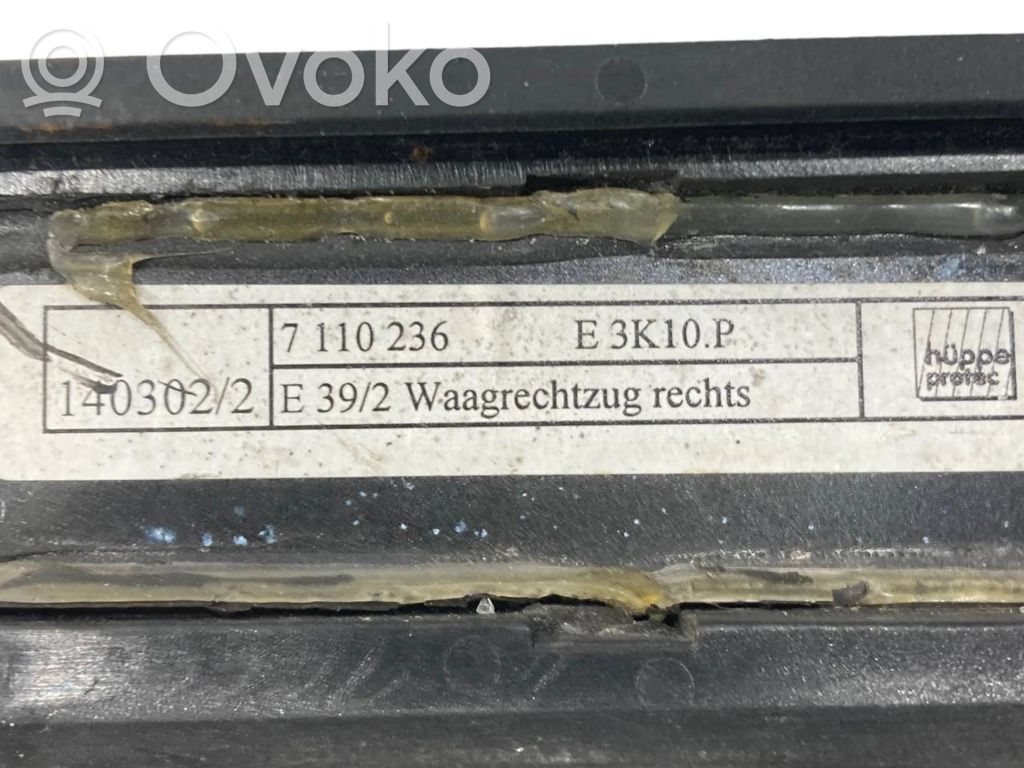 Ovoko
7 110 236 E 3K10.P
140302/2 E 39/2 Waagrechtzug rechts
hüppe
protec